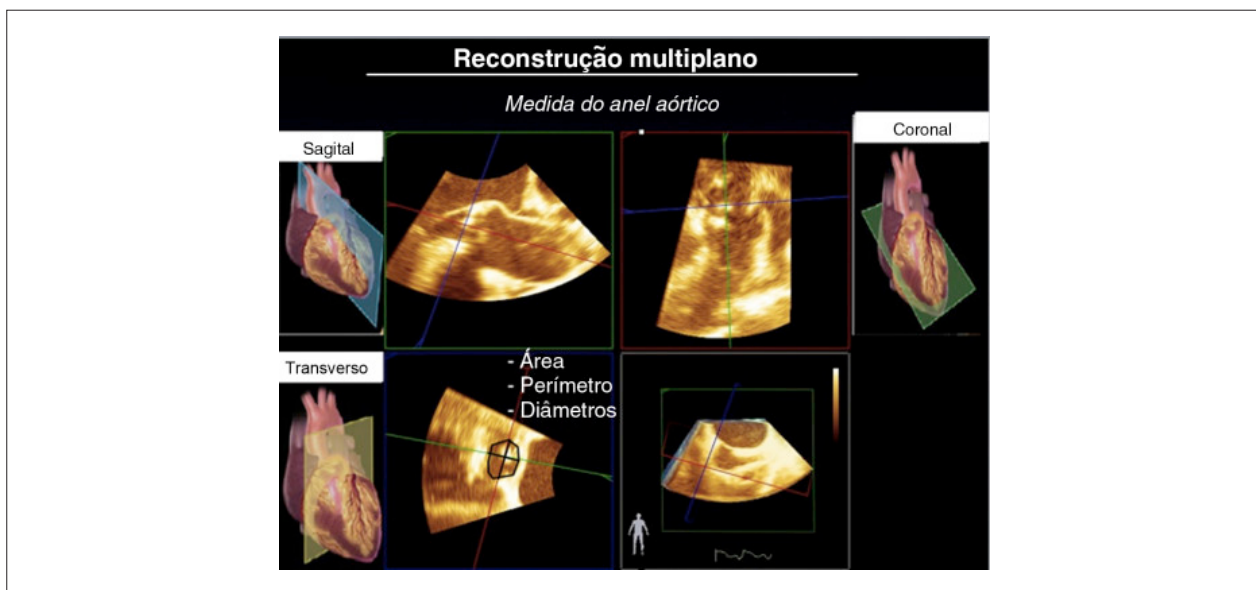 Reconstrução multiplano
Medida do anel aórtico
Sagital
Coronal
Transverso
- Área
- Perímetro
- Diâmetros